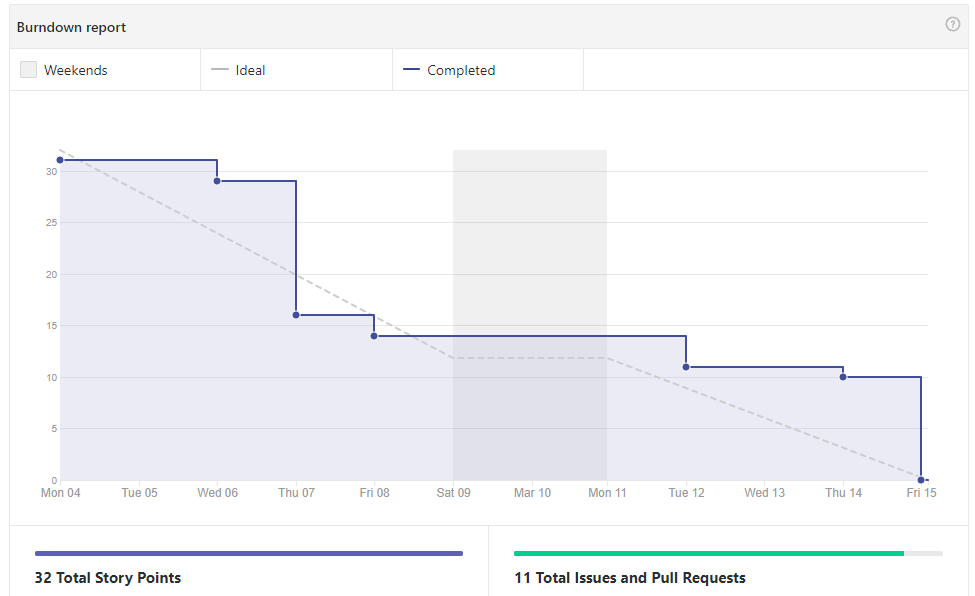 Burndown report ?
Weekends Ideal Completed
30
25
20
15
10
5
0
Mon 04 Tue 05 Wed 06 Thu 07 Fri 08 Sat 09 Mar 10 Mon 11 Tue 12 Wed 13 Thu 14 Fri 15
32 Total Story Points
11 Total Issues and Pull Requests